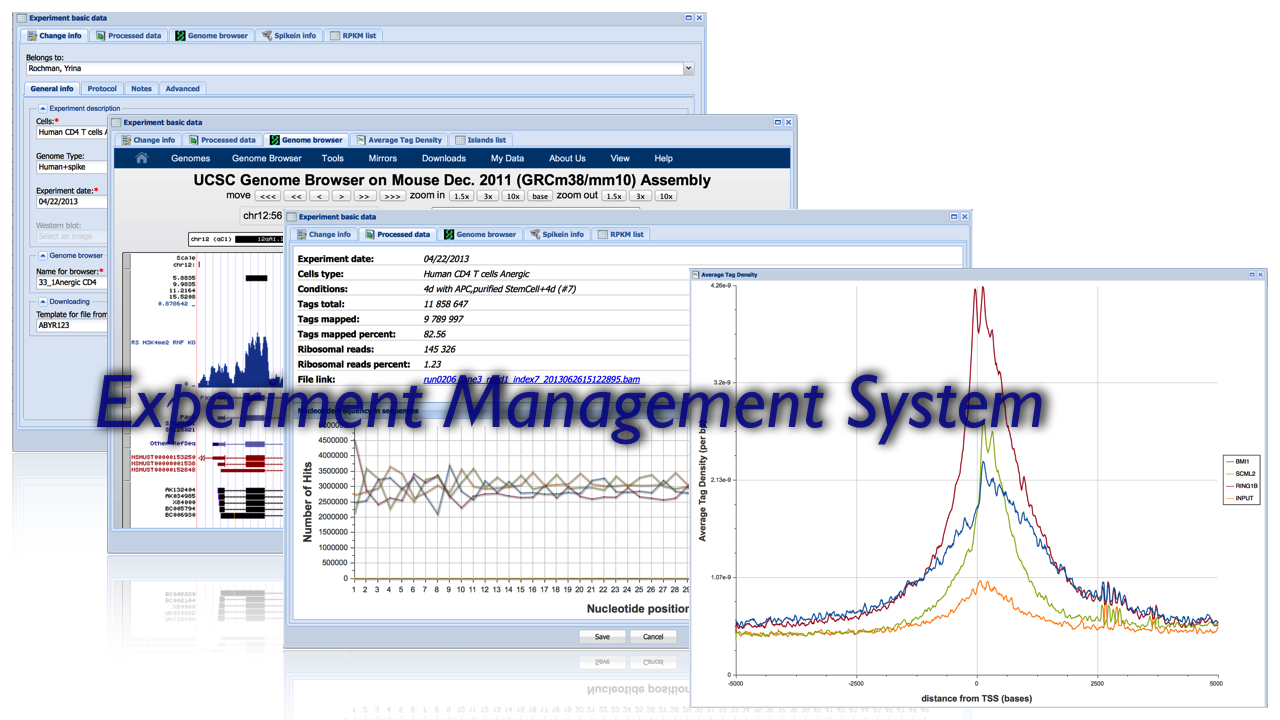 Experiment basic data
Change info Processed data Genome browser Spikein info RPKM list
Belongs to:
Rochman, Yrina
General info Protocol Notes Advanced
Experiment description
Cells:*
Human CD4 T cells A
Genome Type:
Human+spike
Experiment date:*
04/22/2013
Western blot:
Select an image
Genome browser
Name for browser:*
33_1Anergic CD4
Downloading
Template for file from
ABYR123
Experiment basic data
Change info Processed data Genome browser Average Tag Density Islands list
Genomes Genome Browser Tools Mirrors Downloads My Data About Us View Help
UCSC Genome Browser on Mouse Dec. 2011 (GRCm38/mm10) Assembly
move <<< << < > >> >>> zoom in 1.5x 3x 10x base zoom out 1.5x 3x 10x
chr12:56
chr12 (qC1) 12qA1.
Scale
chr12:
5.8835
9.9835
11.2164
15.5208
0.878642 _
RS H3K4me2 RNF KO
0 _
Other RefSeq
NSMUST00000153250
NSMUST0000001538
NSMUST00000152848
AK132404
AK034985
X84000
BC005794
BC006930
Experiment basic data
Change info Processed data Genome browser Spikein info RPKM list
Experiment date: 04/22/2013
Cells type: Human CD4 T cells Anergic
Conditions: 4d with APC,purified StemCell+4d (#7)
Tags total: 11 858 647
Tags mapped: 9 789 997
Tags mapped percent: 82.56
Ribosomal reads: 145 326
Ribosomal reads percent: 1.23
File link: run0206_lane3_read1_index7_2013062615122895.bam
Experiment Management System
Nucleotide frequency in sequences
5000000
4500000
4000000
3500000
3000000
2500000
2000000
1500000
1000000
500000
0
Number of Hits
1 2 3 4 5 6 7 8 9 10 11 12 13 14 15 16 17 18 19 20 21 22 23 24 25 26 27 28 29
Nucleotide position
Save Cancel
Average Tag Density
4.26e-9
3.2e-9
2.13e-9
1.07e-9
0
Average Tag Density (per b
BMI1
SCML2
RING1B
INPUT
-5000 -2500 0 2500 5000
distance from TSS (bases)